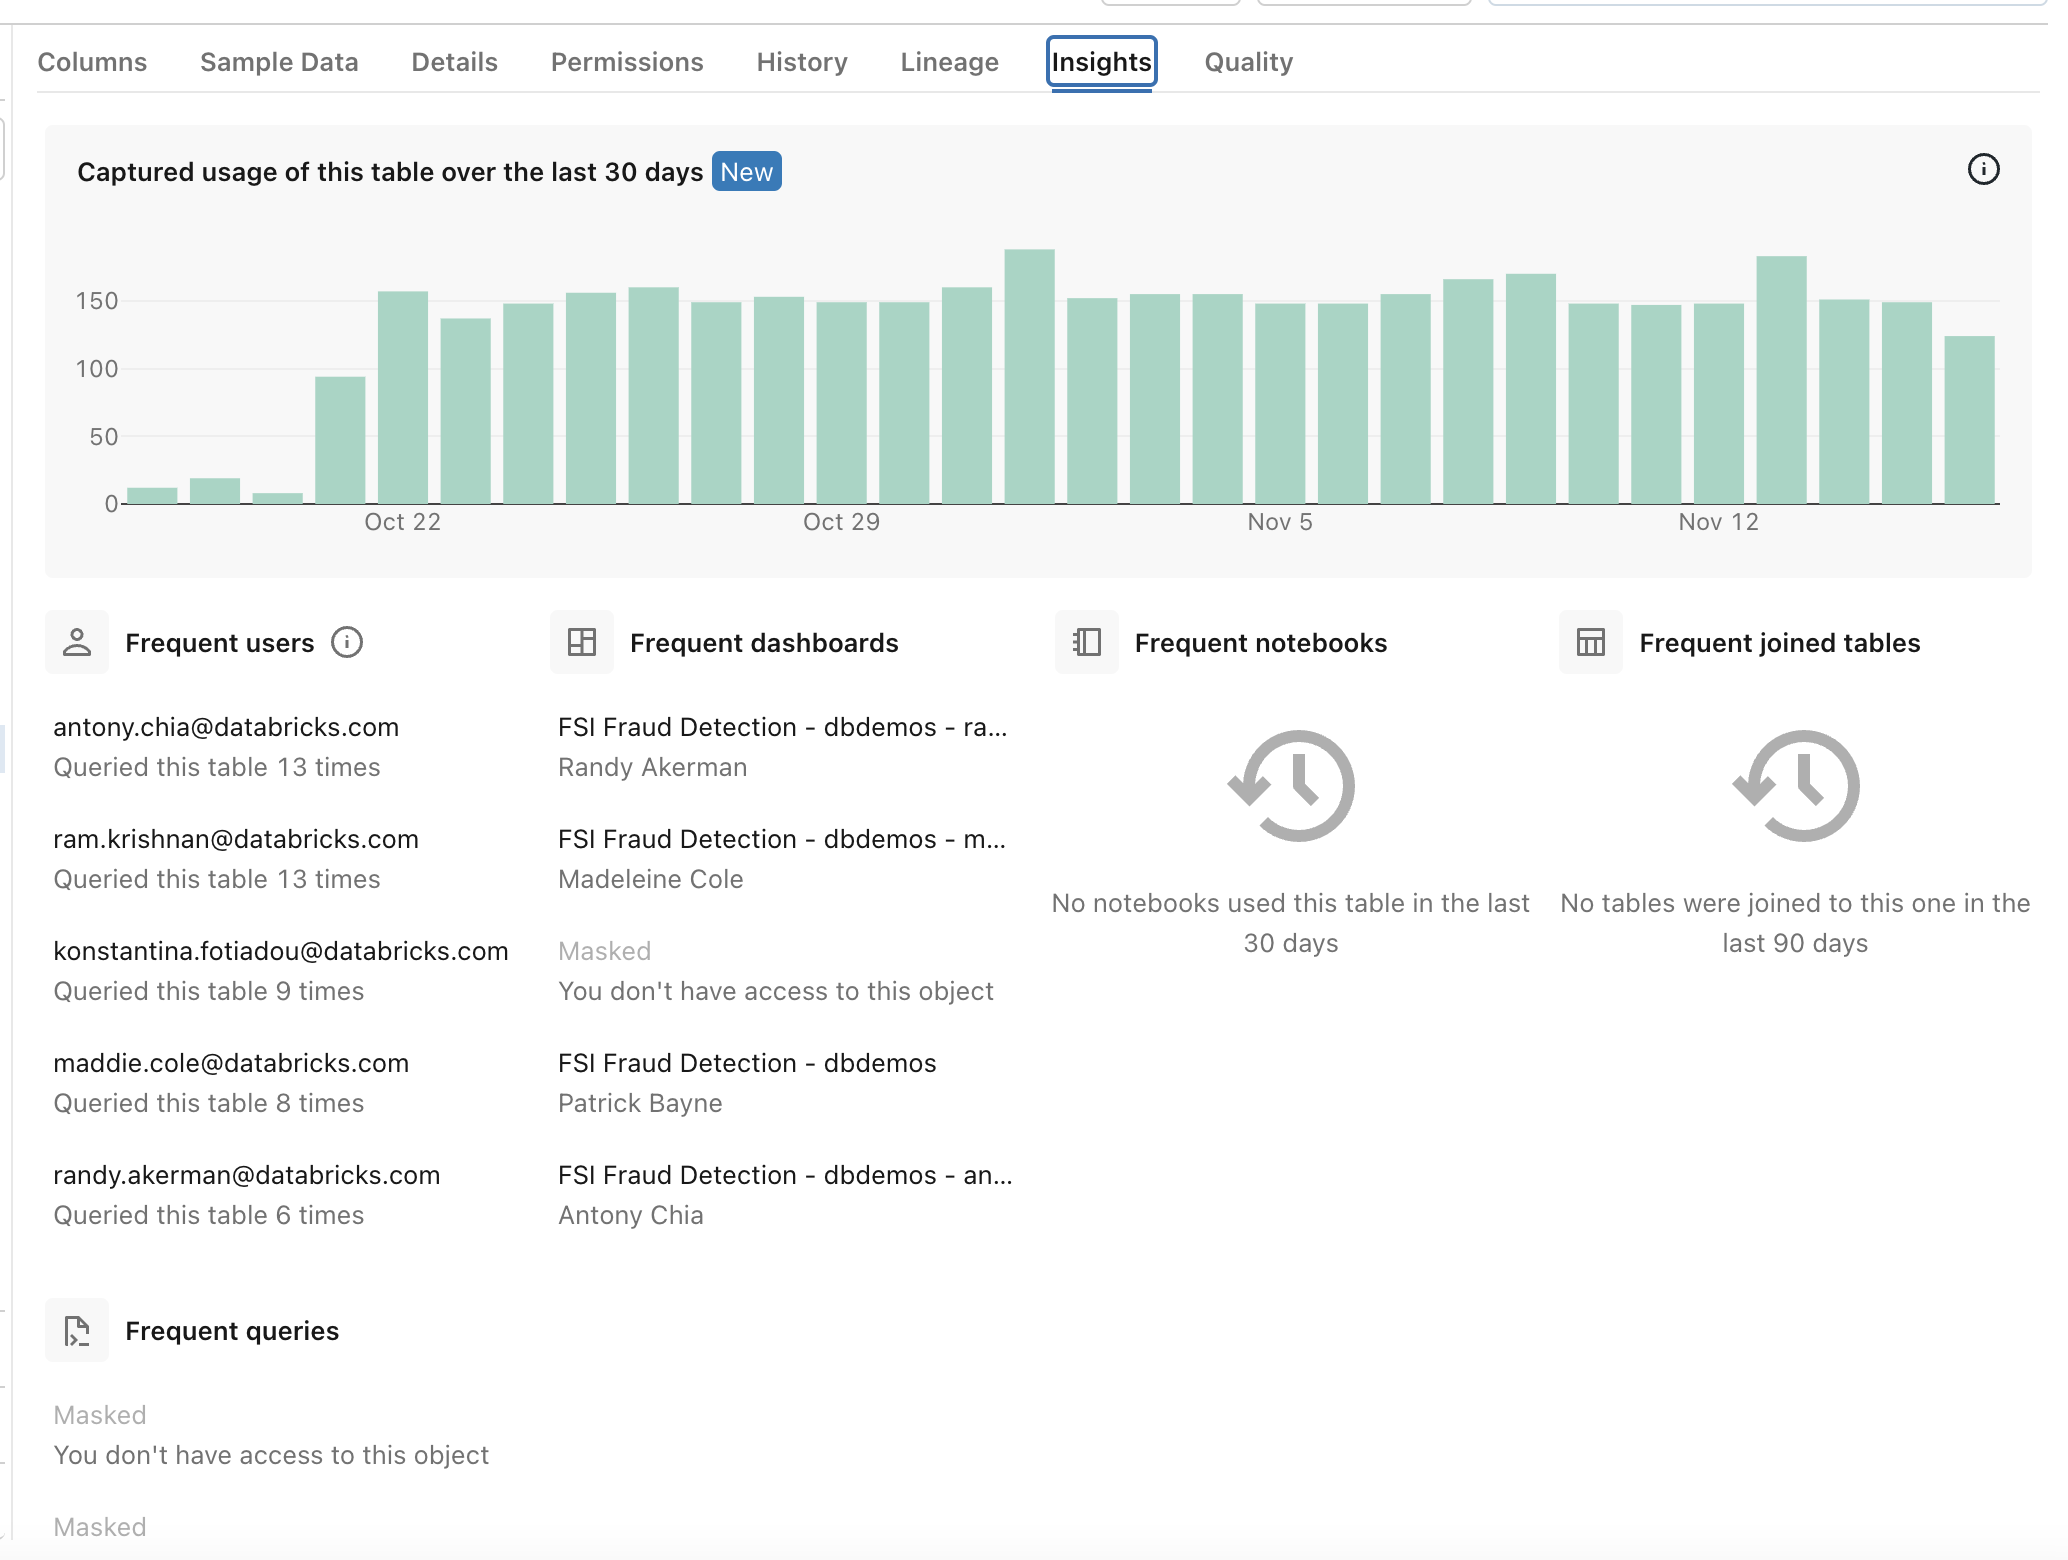 Columns Sample Data Details Permissions History Lineage Insights Quality
Captured usage of this table over the last 30 days New
150
100
50
0
Oct 22 Oct 29 Nov 5 Nov 12
Frequent users
antony.chia@databricks.com
Queried this table 13 times
ram.krishnan@databricks.com
Queried this table 13 times
konstantina.fotiadou@databricks.com
Queried this table 9 times
maddie.cole@databricks.com
Queried this table 8 times
randy.akerman@databricks.com
Queried this table 6 times
Frequent dashboards
FSI Fraud Detection - dbdemos - ra...
Randy Akerman
FSI Fraud Detection - dbdemos - m...
Madeleine Cole
Masked
You don't have access to this object
FSI Fraud Detection - dbdemos
Patrick Bayne
FSI Fraud Detection - dbdemos - an...
Antony Chia
Frequent notebooks
No notebooks used this table in the last
30 days
Frequent joined tables
No tables were joined to this one in the
last 90 days
Frequent queries
Masked
You don't have access to this object
Masked